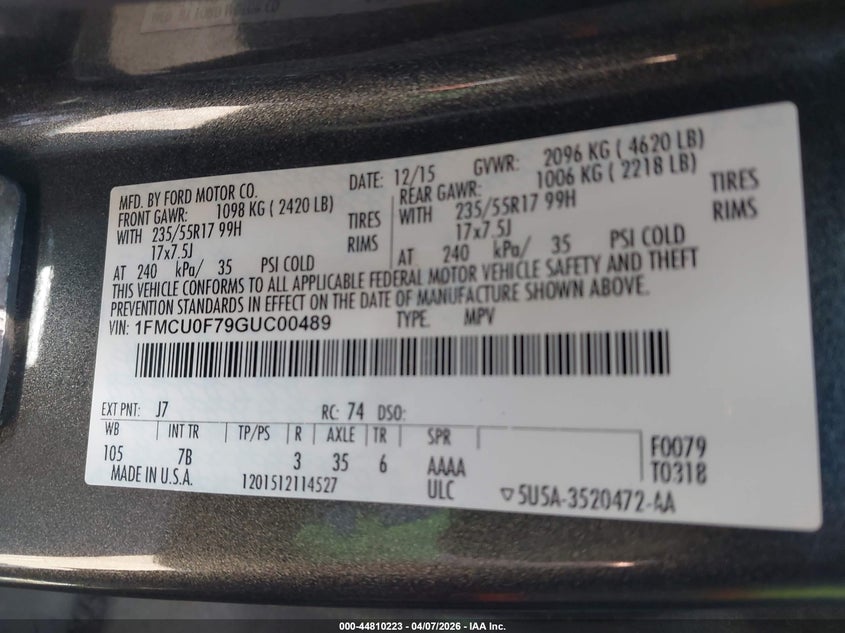 MFD. BY FORD MOTOR CO.
DATE: 12/15 GVWR: 2096 KG ( 4620 LB)
FRONT GAWR: 1098 KG ( 2420 LB) REAR GAWR: 1006 KG ( 2218 LB)
WITH 235/55R17 99H TIRES WITH 235/55R17 99H TIRES
17x7.5J RIMS 17x7.5J RIMS
AT 240 kPa/ 35 PSI COLD AT 240 kPa/ 35 PSI COLD
THIS VEHICLE CONFORMS TO ALL APPLICABLE FEDERAL MOTOR VEHICLE SAFETY AND THEFT
PREVENTION STANDARDS IN EFFECT ON THE DATE OF MANUFACTURE SHOWN ABOVE.
VIN: 1FMCU0F79GUC00489 TYPE: MPV
EXT PNT: J7 RC: 74 DSO:
WB INT TR TP/PS R AXLE TR SPR F0079
105 7B 3 35 6 AAAA T0318
MADE IN U.S.A. 1201512114527 ULC 5U5A-3520472-AA
000-44810223 - 04/07/2026 - IAA Inc.